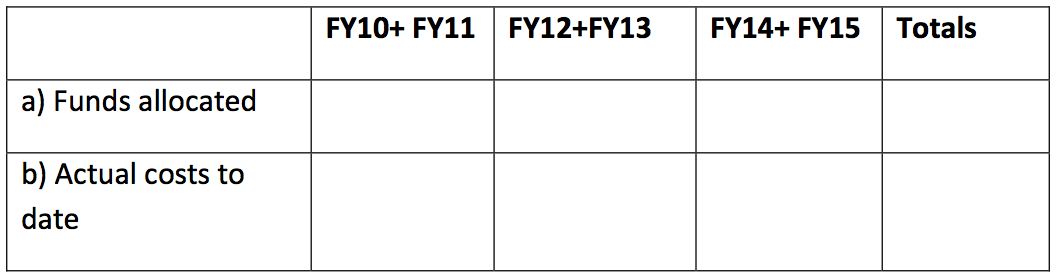 FY10+ FY11 FY12+FY13 FY14+ FY15 Totals
a) Funds allocated
b) Actual costs to
date